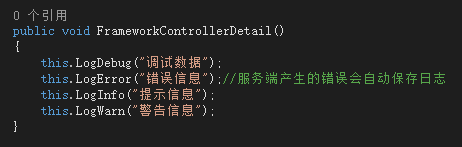 0 个引用
public void FrameworkControllerDetail()
{
this.LogDebug("调试数据");
this.LogError("错误信息");//服务端产生的错误会自动保存日志
this.LogInfo("提示信息");
this.LogWarn("警告信息");
}